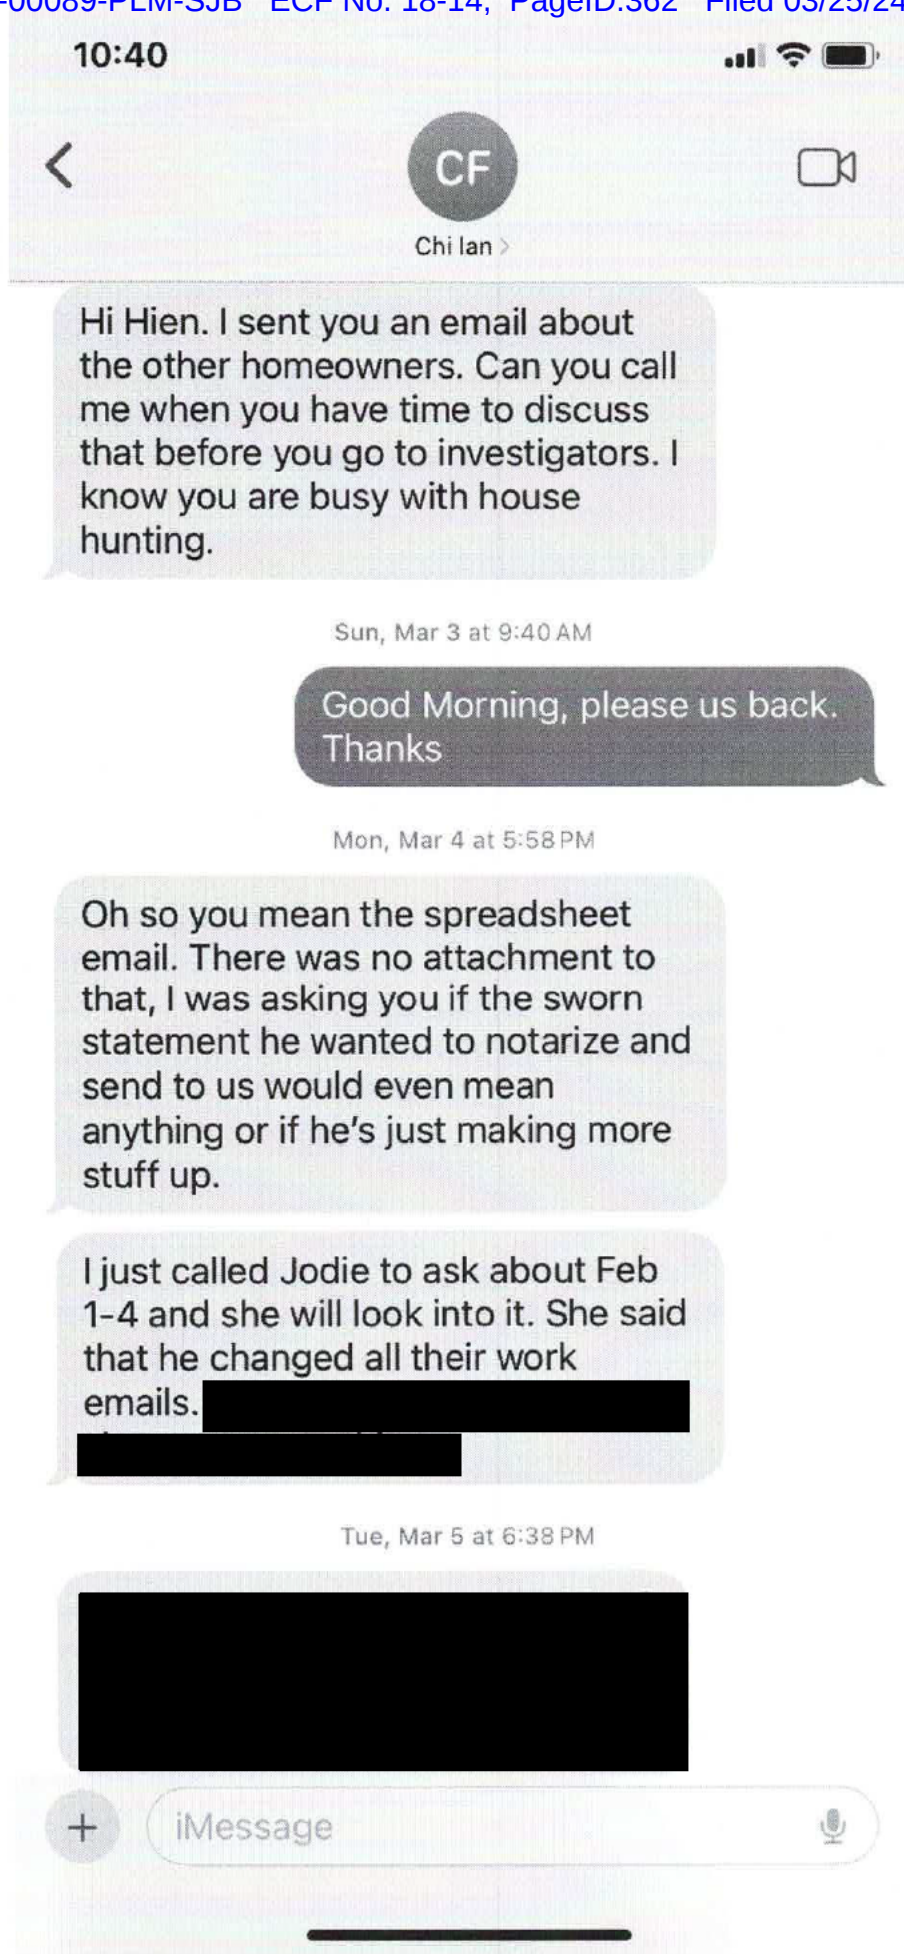 -00089-PLM-SJB ECF No. 18-14, PageID.362 Filed 03/25/24
10:40
CF
Chi lan >
Hi Hien. I sent you an email about
the other homeowners. Can you call
me when you have time to discuss
that before you go to investigators. I
know you are busy with house
hunting.
Sun, Mar 3 at 9:40 AM
Good Morning, please us back.
Thanks
Mon, Mar 4 at 5:58 PM
Oh so you mean the spreadsheet
email. There was no attachment to
that, I was asking you if the sworn
statement he wanted to notarize and
send to us would even mean
anything or if he's just making more
stuff up.
I just called Jodie to ask about Feb
1-4 and she will look into it. She said
that he changed all their work
emails.
Tue, Mar 5 at 6:38 PM
iMessage